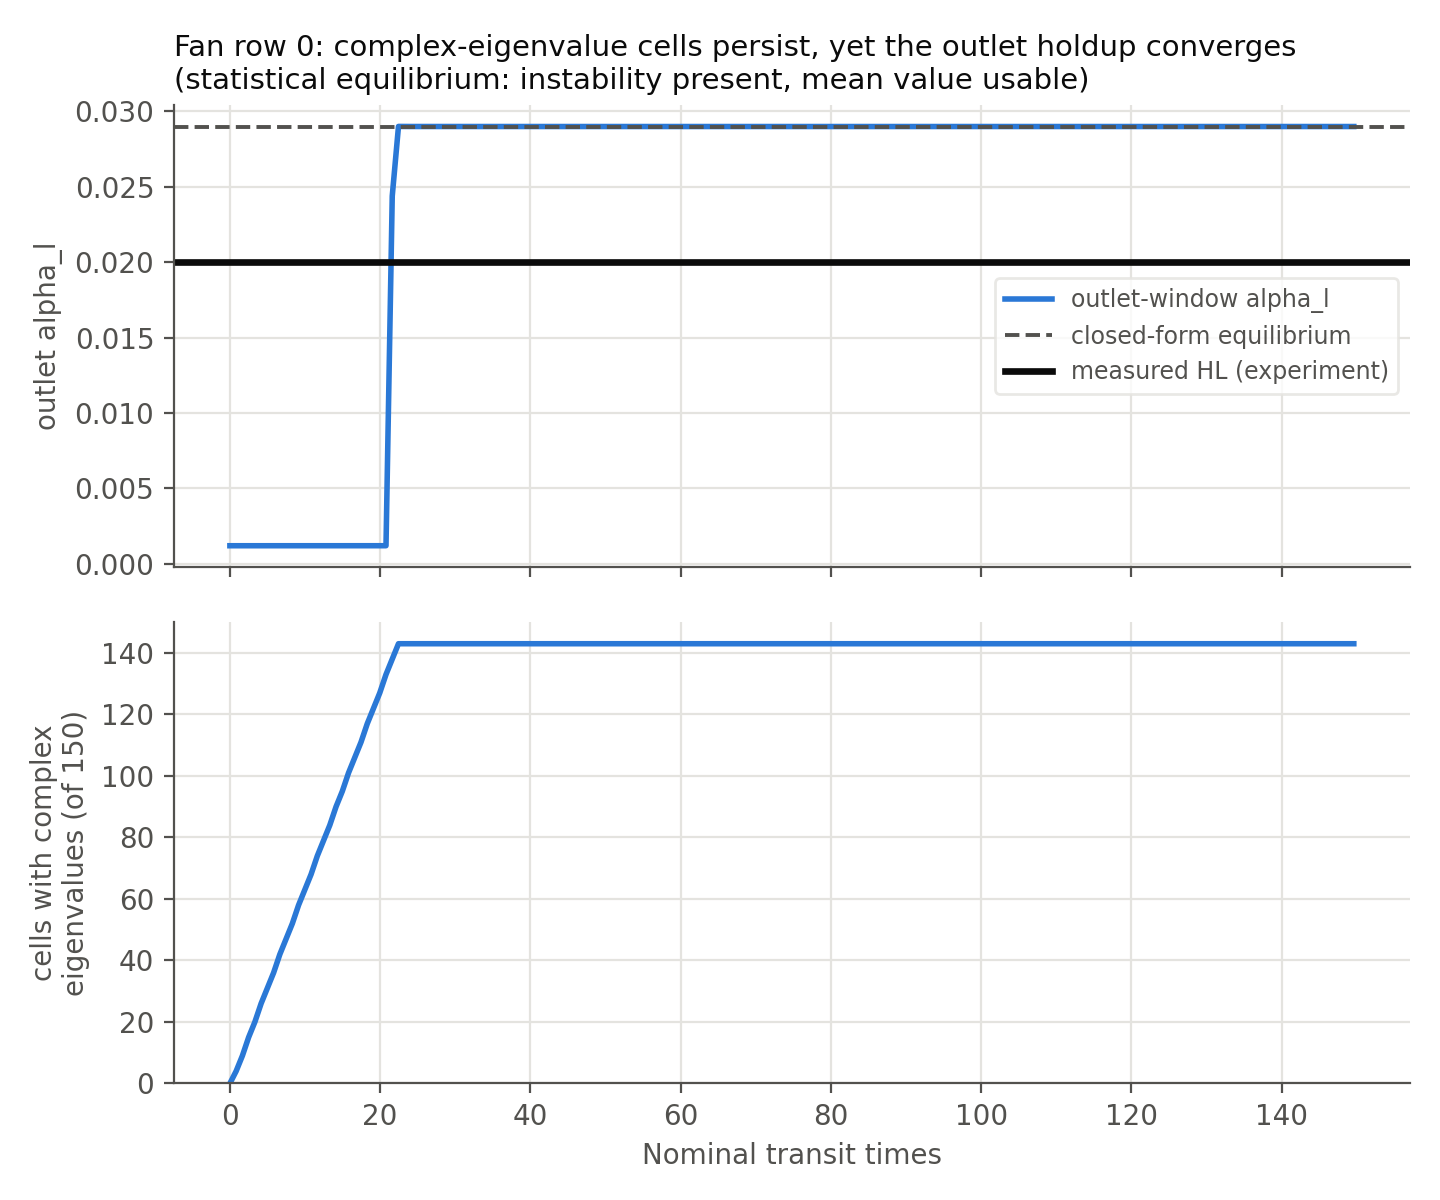 Fan row 0: complex-eigenvalue cells persist, yet the outlet holdup converges
(statistical equilibrium: instability present, mean value usable)
outlet alpha_l
0.030
0.025
0.020
0.015
0.010
0.005
0.000
outlet-window alpha_l
closed-form equilibrium
measured HL (experiment)
cells with complex
eigenvalues (of 150)
140
120
100
80
60
40
20
0
0
20
40
60
80
100
120
140
Nominal transit times